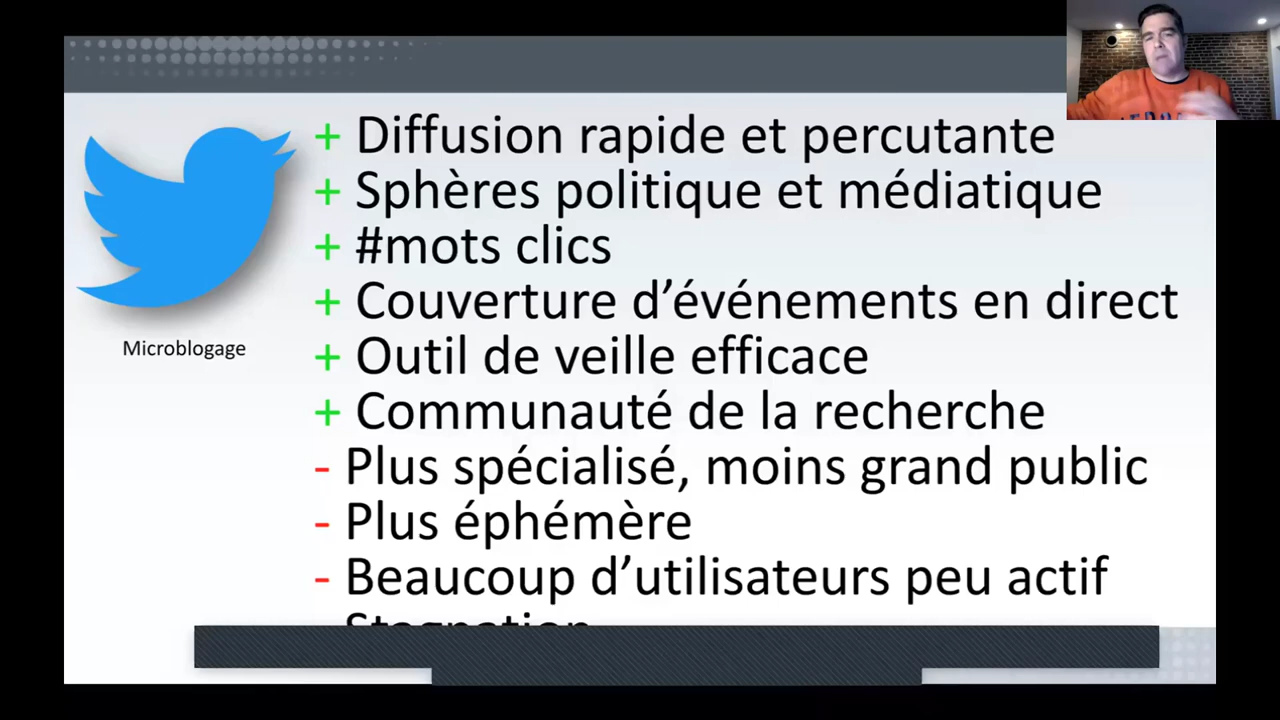 + Diffusion rapide et percutante
+ Sphères politique et médiatique
+ #mots clics
+ Couverture d’événements en direct
+ Outil de veille efficace
+ Communauté de la recherche
- Plus spécialisé, moins grand public
- Plus éphémère
- Beaucoup d’utilisateurs peu actif
Stagnation
Microblogage